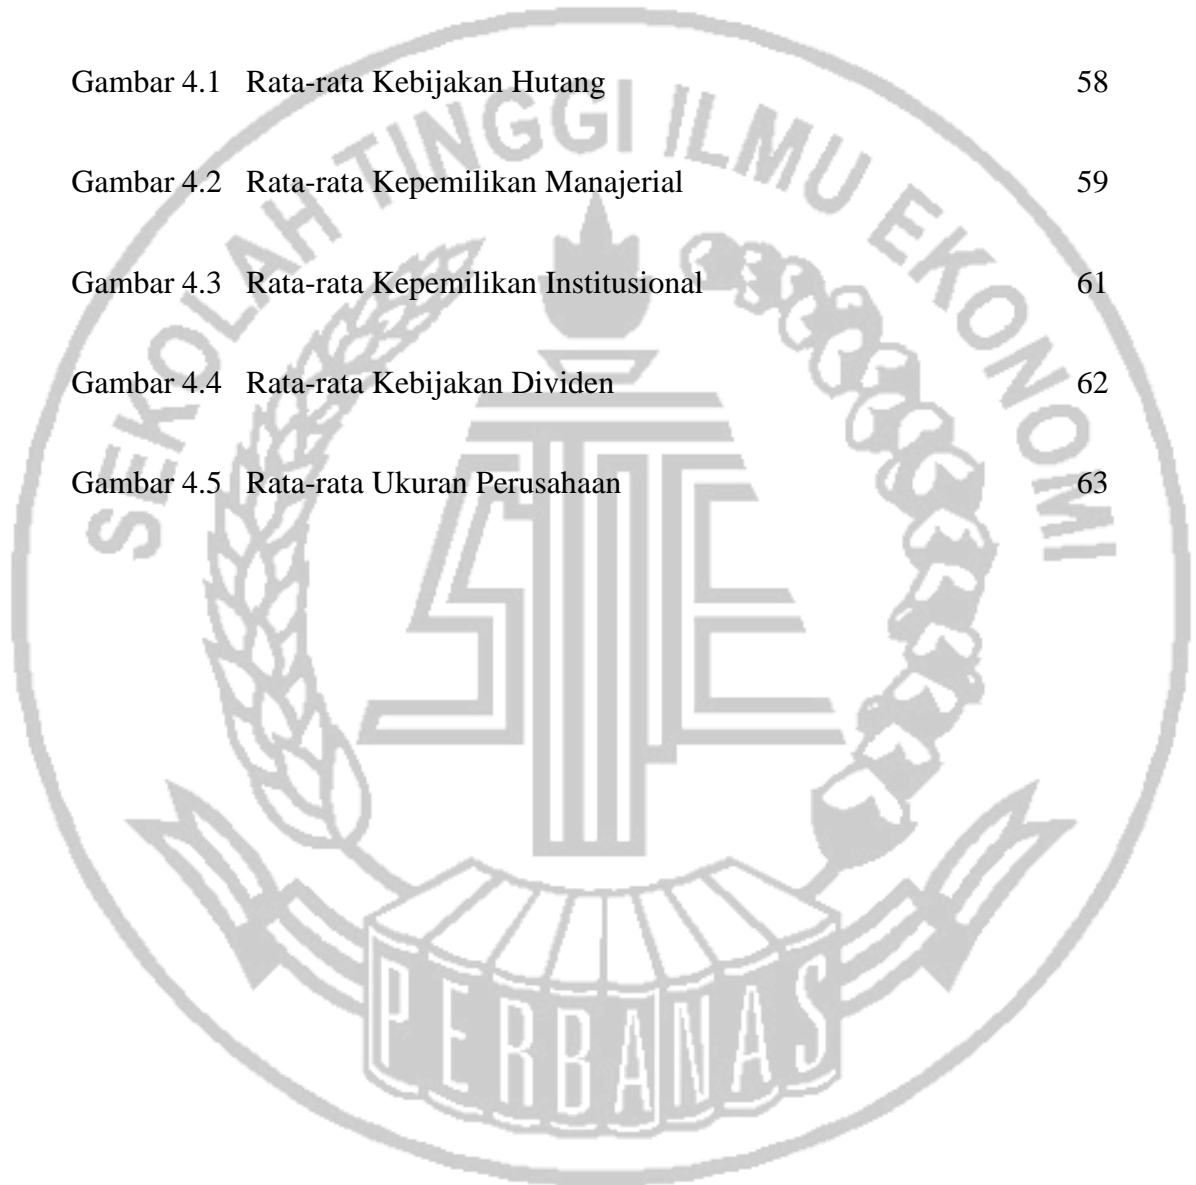 Gambar 4.1 Rata-rata Kebijakan Hutang 58
Gambar 4.2 Rata-rata Kepemilikan Manajerial 59
Gambar 4.3 Rata-rata Kepemilikan Institusional 61
Gambar 4.4 Rata-rata Kebijakan Dividen 62
Gambar 4.5 Rata-rata Ukuran Perusahaan 63
SEKOLAH TINGGI ILMU EKONOMI
STIE
PERBANAS